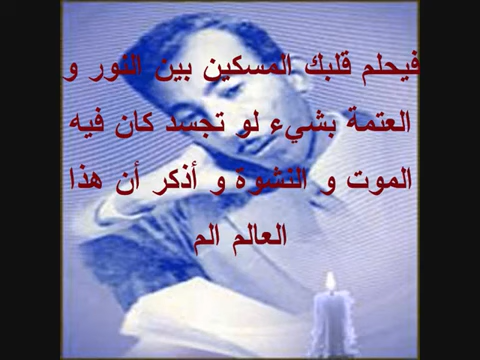 فيحلم قلبك المسكين بين النور و
العتمة بشيء لو تجسد كان فيه
الموت و النشوة و أذكر أن هذا
العالم الم